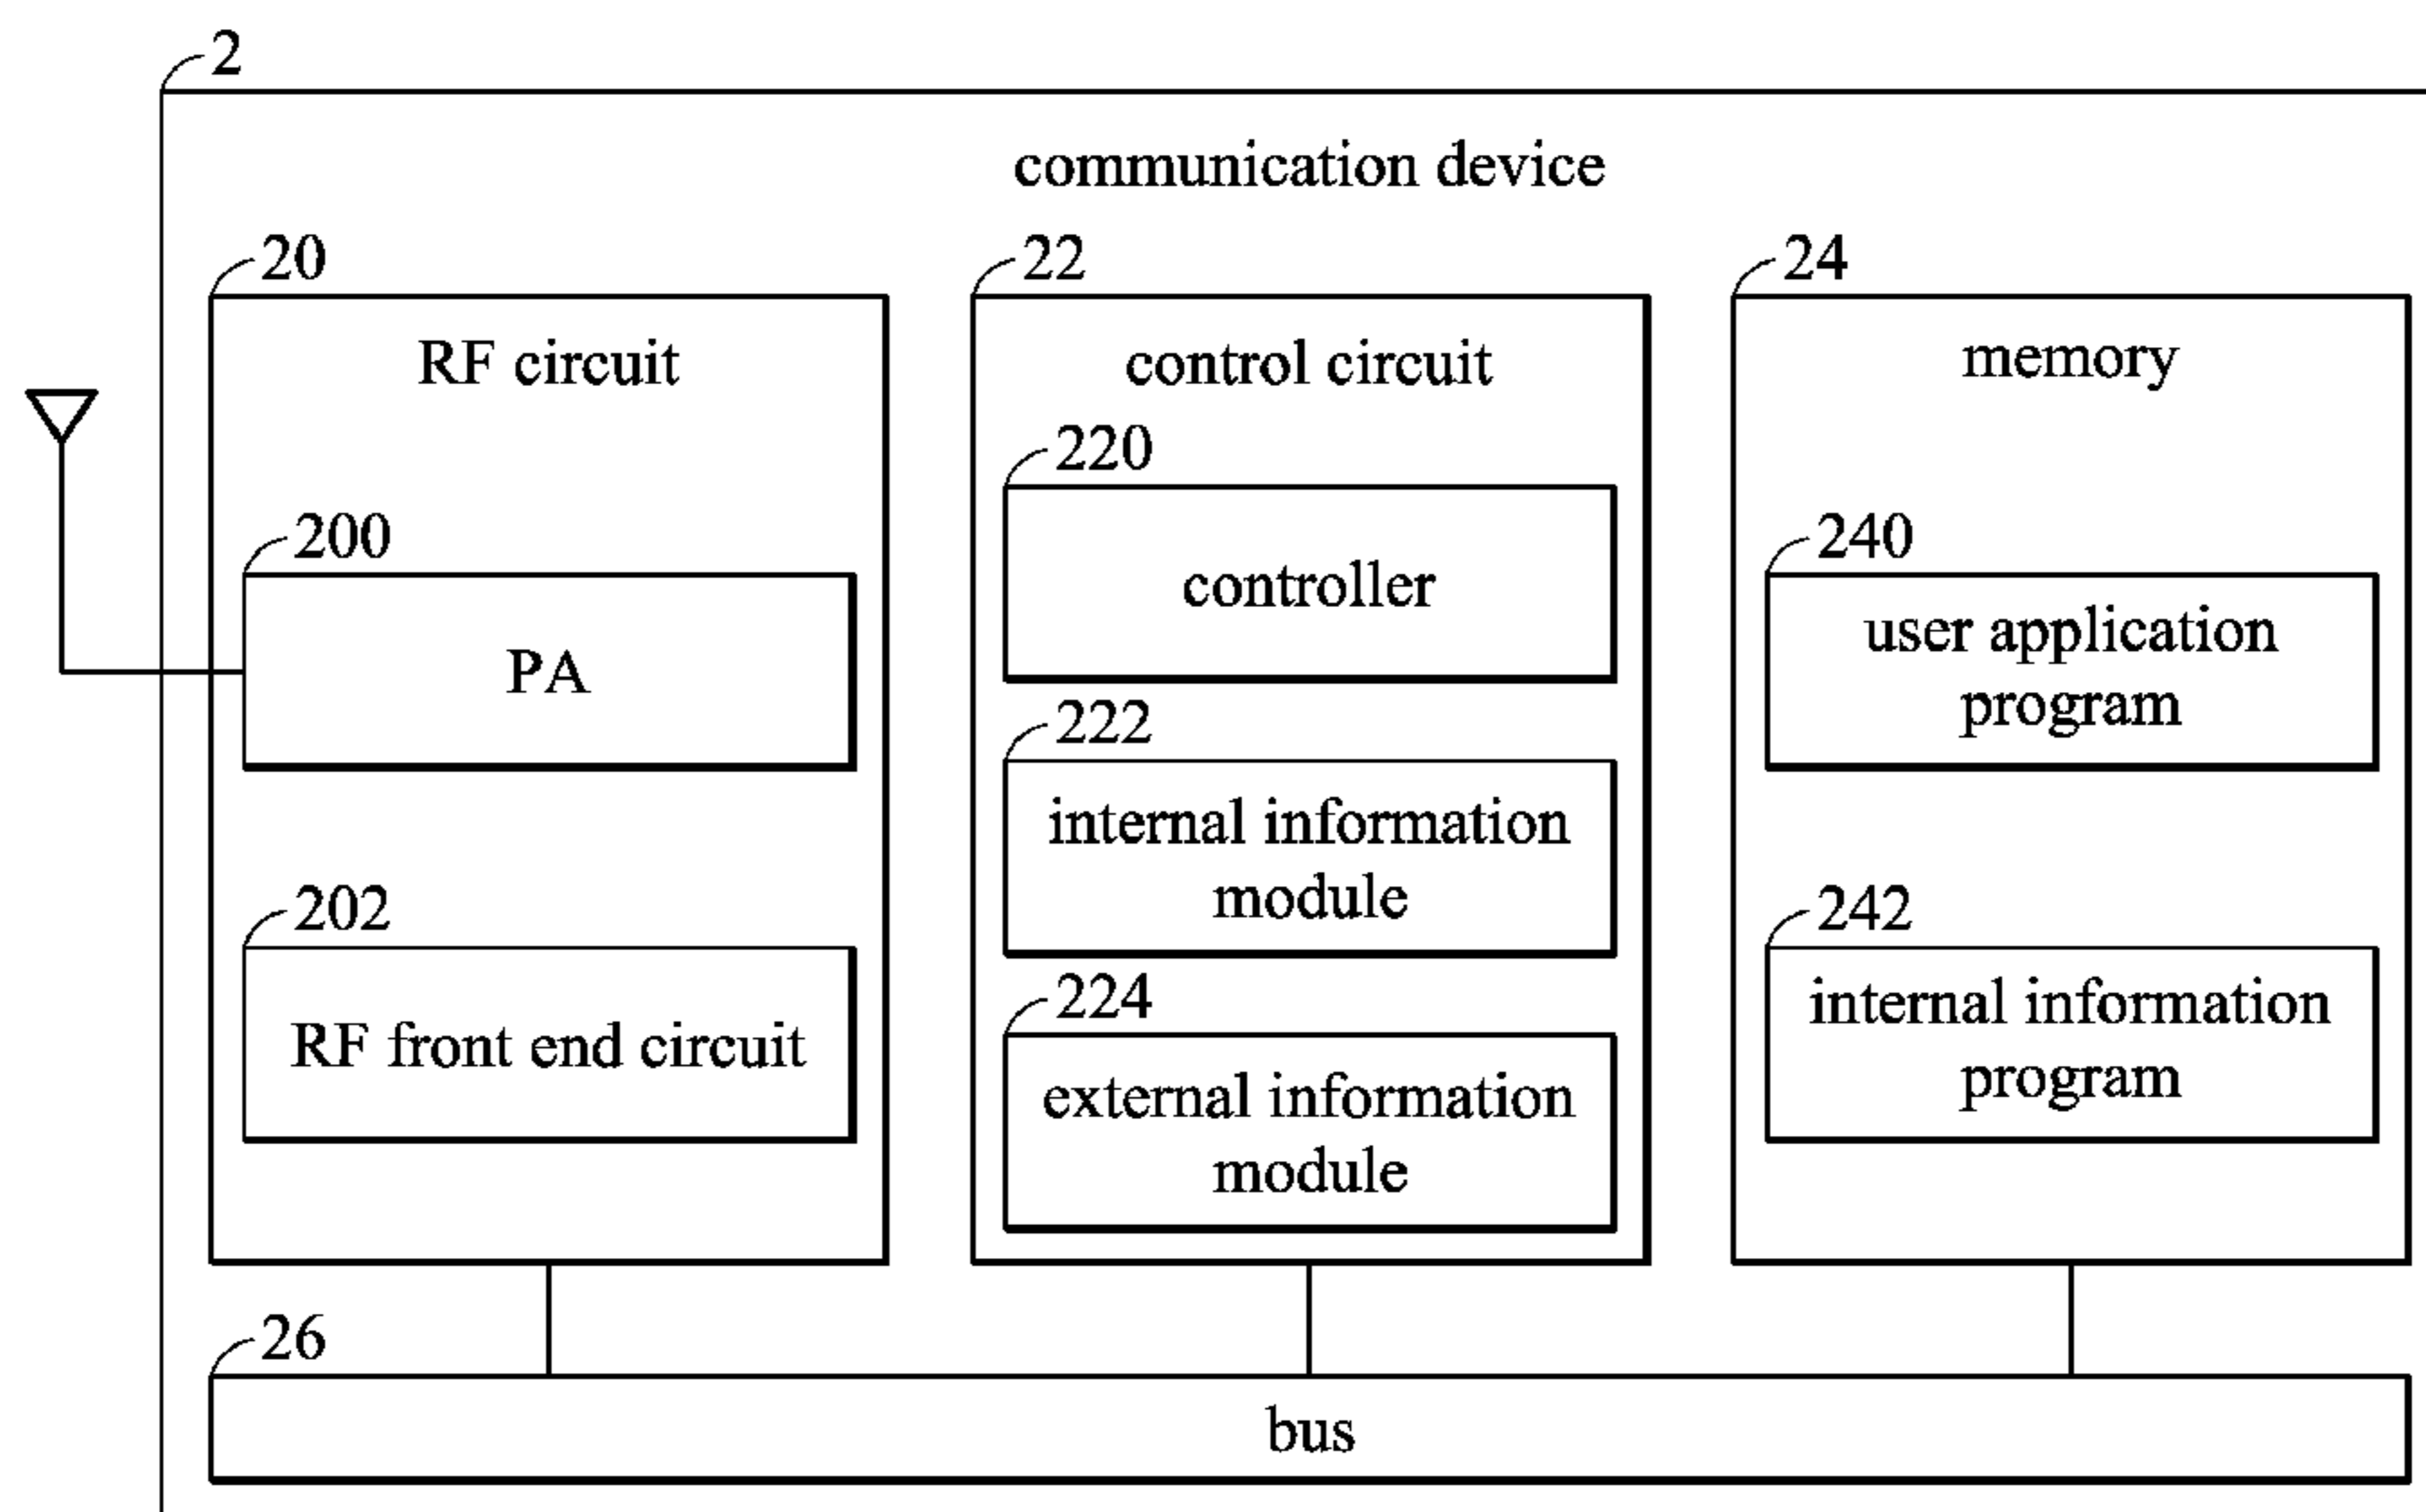 2
communication device
20
RF circuit
200
PA
202
RF front end circuit
22
control circuit
220
controller
222
internal information
module
224
external information
module
24
memory
240
user application
program
242
internal information
program
26
bus